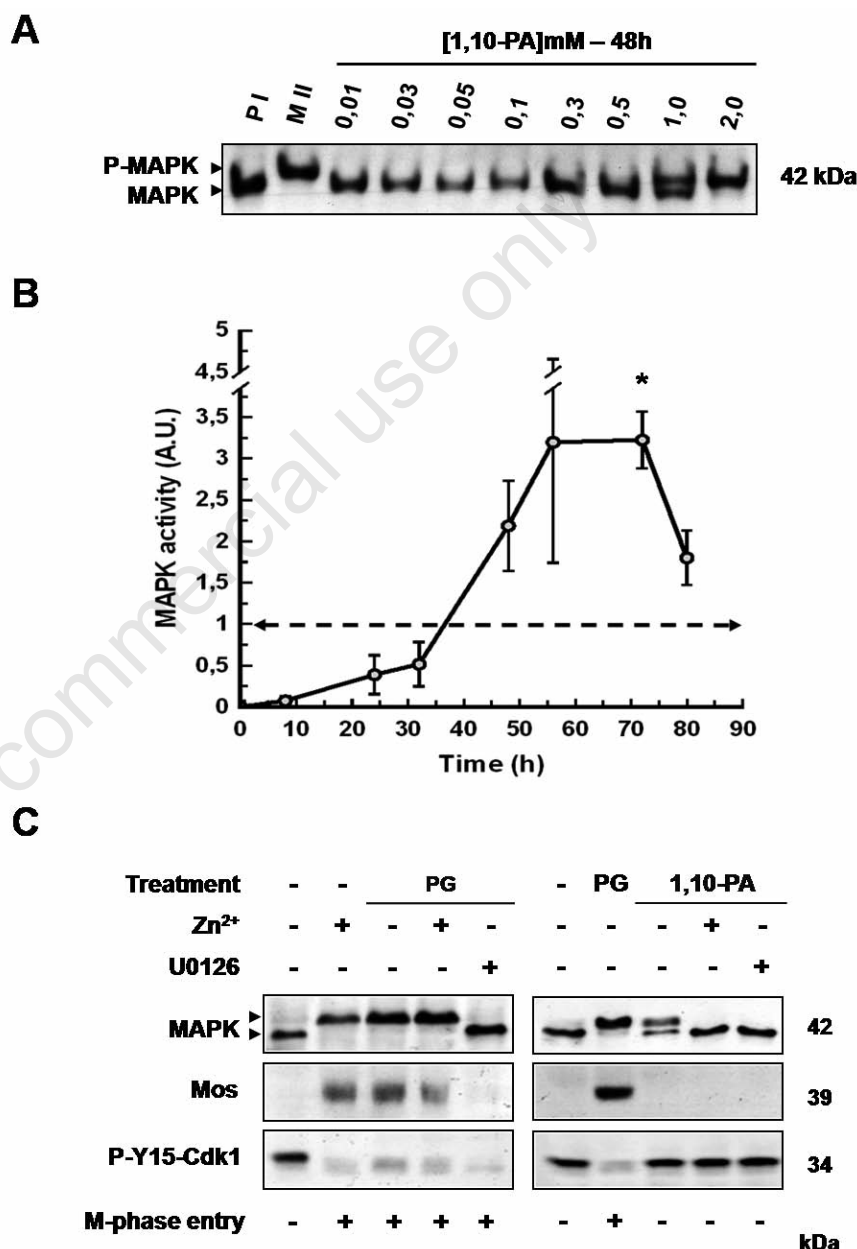 A
[1,10-PA]mM – 48h
P I M II 0,01 0,03 0,05 0,1 0,3 0,5 1,0 2,0
P-MAPK
MAPK
42 kDa
B
MAPK activity (A.U.)
5
4,5
3,5
3
2,5
2
1,5
1
0,5
0
*
0 10 20 30 40 50 60 70 80 90
Time (h)
commercial use only
C
Treatment - - PG - PG 1,10-PA
Zn2+ - + - + - - - - + -
U0126 - - - - + - - - - +
MAPK 42
Mos 39
P-Y15-Cdk1 34
M-phase entry - + + + + - + - - -
kDa